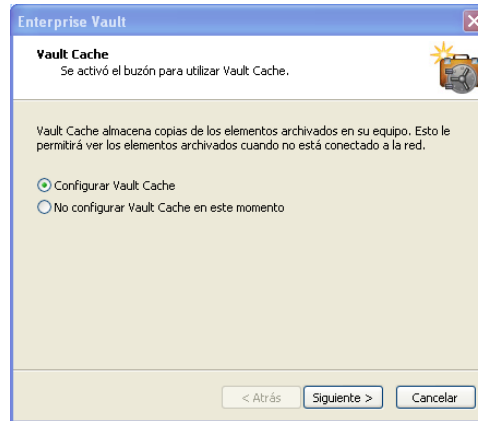 Enterprise Vault
Vault Cache
Se activó el buzón para utilizar Vault Cache.
Vault Cache almacena copias de los elementos archivados en su equipo. Esto le
permitirá ver los elementos archivados cuando no está conectado a la red.
Configurar Vault Cache
No configurar Vault Cache en este momento
< Atrás
Siguiente >
Cancelar